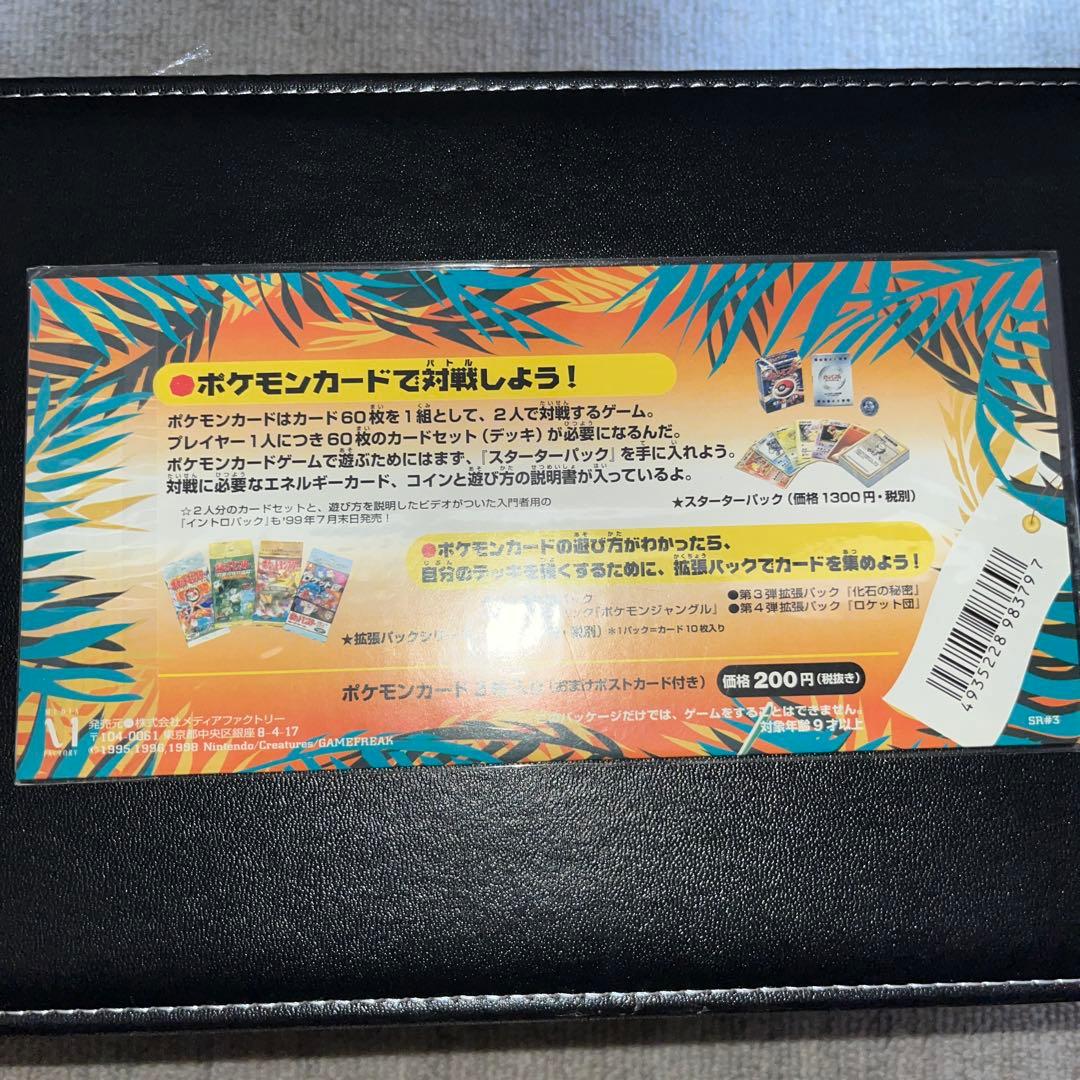 ●ポケモンカードで対戦しよう！
ポケモンカードはカード60枚を1組として、2人で対戦するゲーム。
プレイヤー1人につき60枚のカードセット(デッキ)が必要になるんだ。
ポケモンカードゲームで遊ぶためにはまず、『スターターパック』を手に入れよう。
対戦に必要なエネルギーカード、コインと遊び方の説明書が入っているよ。
☆2人分のカードセットと、遊び方を説明したビデオがついた入門者用の
『イントロパック』も'99年7月末日発売！
★スターターパック(価格1300円・税別)
●ポケモンカードの遊び方がわかったら、
自分のデッキを強くするために、拡張パックでカードを集めよう！
パック
パック『ポケモンジャングル』
●第3弾拡張パック『化石の秘密』
●第4弾拡張パック『ロケット団』
★拡張パックシリ
税別) *1パック=カード10枚入り
ポケモンカード
(おまけポストカード付き)
価格200円(税抜き)
パッケージだけでは、ゲームをすることはできません。
対象年齢9才以上
MEDIA
FACTORY
発売元●株式会社メディアファクトリー
〒104-0061 東京都中央区銀座8-4-17
©1995,1996,1998 Nintendo/Creatures/GAMEFREAK
4935228983797
SR#3